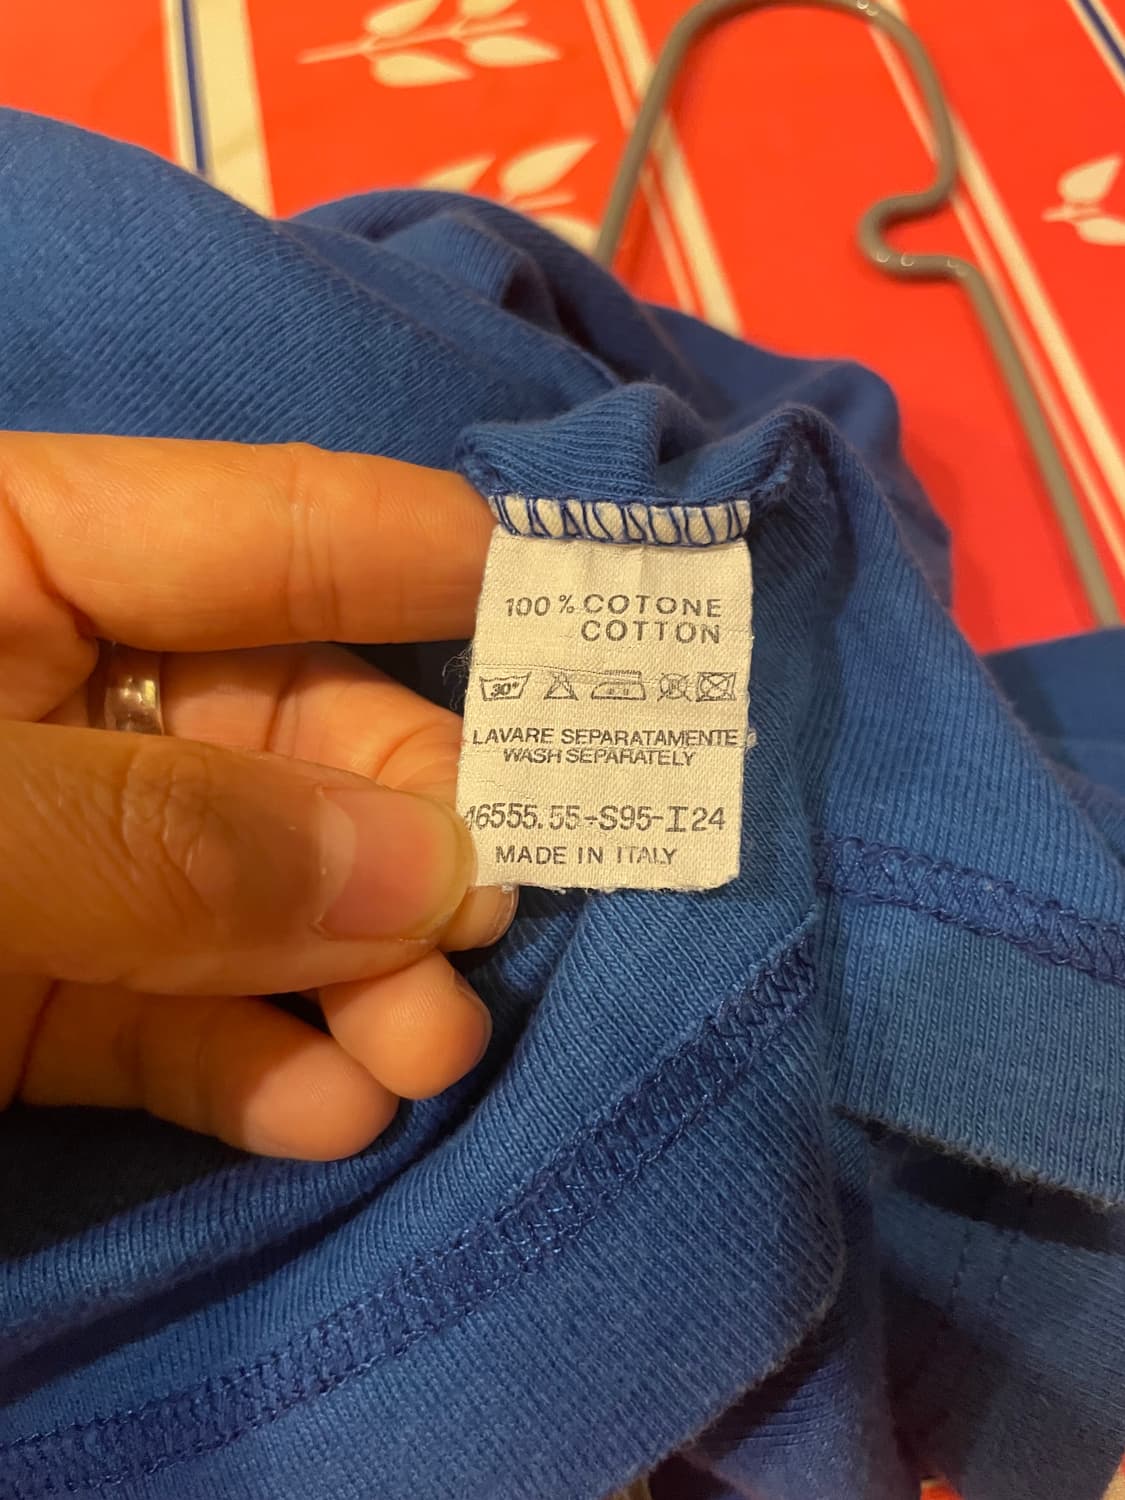 100% COTONE
COTTON
30°
LAVARE SEPARATAMENTE
WASH SEPARATELY
46555.55-S95-I24
MADE IN ITALY